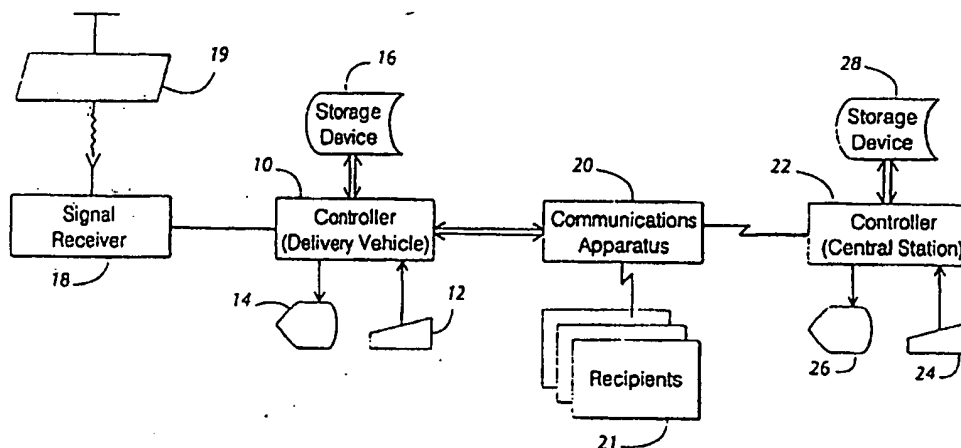 19
16
Storage
Device
28
Storage
Device
10
20
22
Signal
Receiver
Controller
(Delivery Vehicle)
Communications
Apparatus
Controller
(Central Station)
18
14
12
26
24
Recipients
21